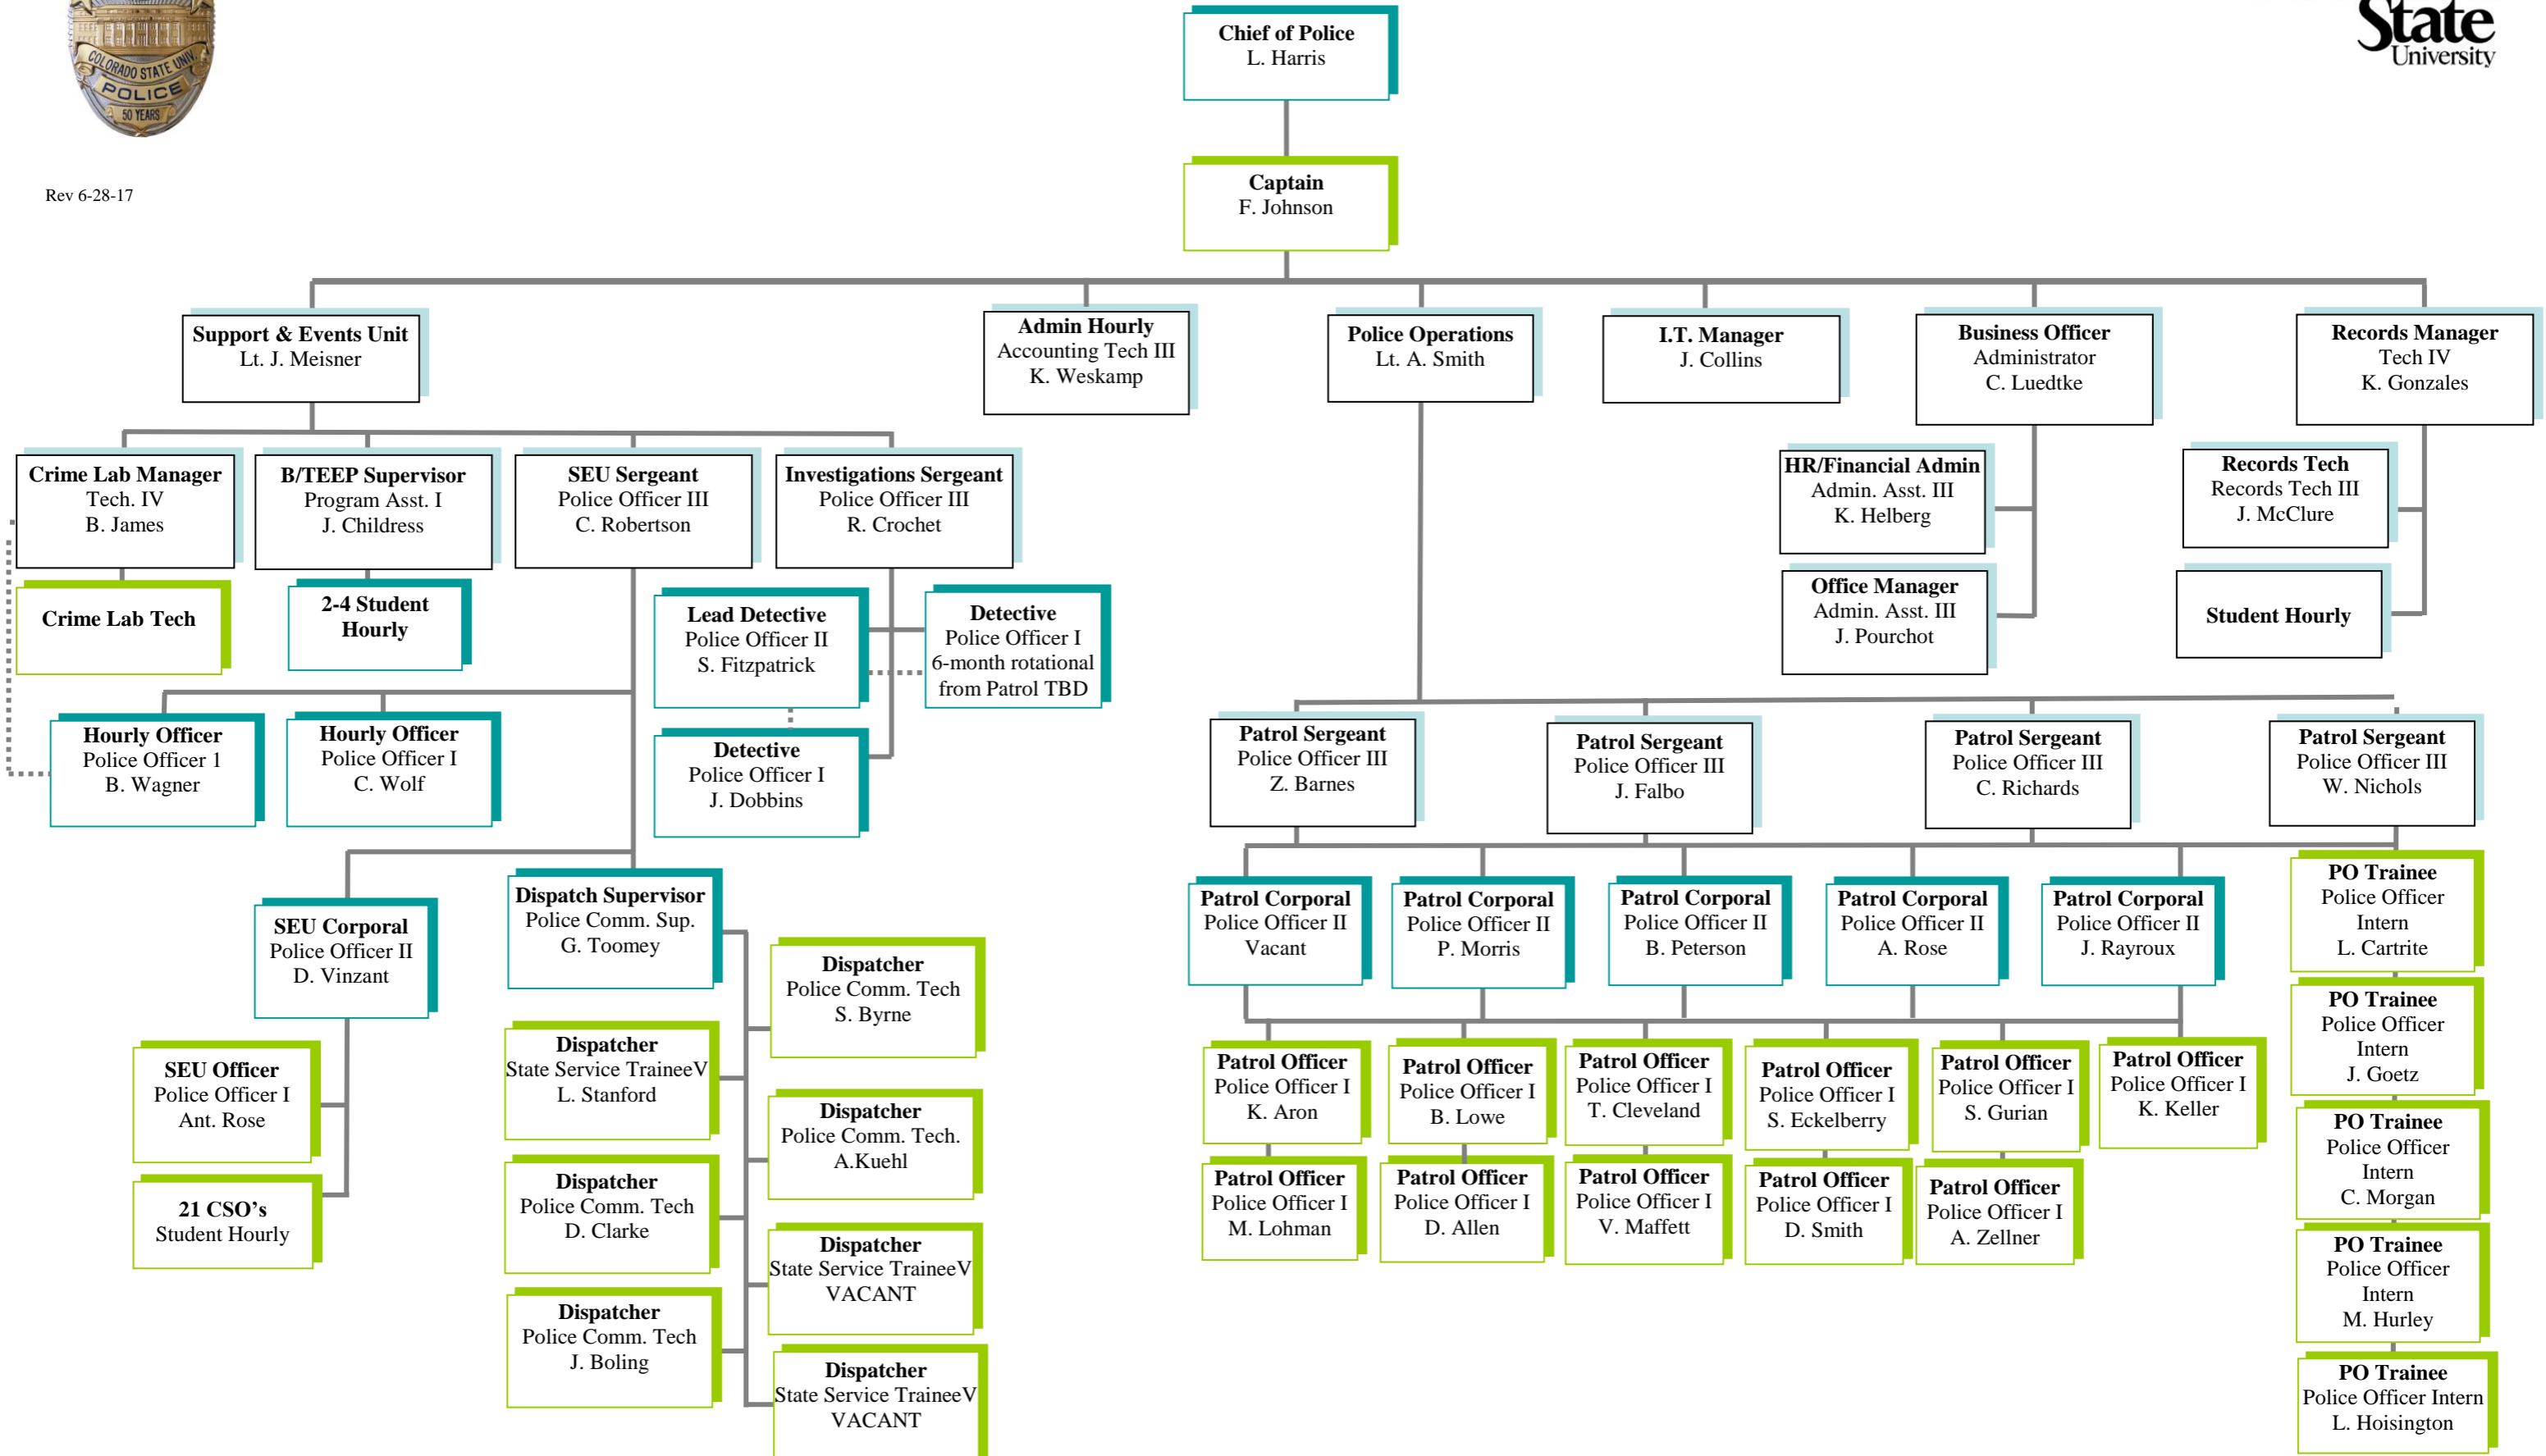 COLORADO STATE UNIV
POLICE
50 YEARS
State
University
Rev 6-28-17
Chief of Police
L. Harris
Captain
F. Johnson
Support & Events Unit
Lt. J. Meisner
Admin Hourly
Accounting Tech III
K. Weskamp
Police Operations
Lt. A. Smith
I.T. Manager
J. Collins
Business Officer
Administrator
C. Luedtke
Records Manager
Tech IV
K. Gonzales
Crime Lab Manager
Tech. IV
B. James
B/TEEP Supervisor
Program Asst. I
J. Childress
SEU Sergeant
Police Officer III
C. Robertson
Investigations Sergeant
Police Officer III
R. Crochet
HR/Financial Admin
Admin. Asst. III
K. Helberg
Records Tech
Records Tech III
J. McClure
Crime Lab Tech
2-4 Student
Hourly
Lead Detective
Police Officer II
S. Fitzpatrick
Detective
Police Officer I
6-month rotational
from Patrol TBD
Office Manager
Admin. Asst. III
J. Pourchot
Student Hourly
Hourly Officer
Police Officer 1
B. Wagner
Hourly Officer
Police Officer I
C. Wolf
Detective
Police Officer I
J. Dobbins
Patrol Sergeant
Police Officer III
Z. Barnes
Patrol Sergeant
Police Officer III
J. Falbo
Patrol Sergeant
Police Officer III
C. Richards
Patrol Sergeant
Police Officer III
W. Nichols
SEU Corporal
Police Officer II
D. Vinzant
Dispatch Supervisor
Police Comm. Sup.
G. Toomey
Patrol Corporal
Police Officer II
Vacant
Patrol Corporal
Police Officer II
P. Morris
Patrol Corporal
Police Officer II
B. Peterson
Patrol Corporal
Police Officer II
A. Rose
Patrol Corporal
Police Officer II
J. Rayroux
PO Trainee
Police Officer
Intern
L. Cartrite
Dispatcher
Police Comm. Tech
S. Byrne
PO Trainee
Police Officer
Intern
J. Goetz
SEU Officer
Police Officer I
Ant. Rose
Dispatcher
State Service TraineeV
L. Stanford
Dispatcher
Police Comm. Tech.
A.Kuehl
Patrol Officer
Police Officer I
K. Aron
Patrol Officer
Police Officer I
B. Lowe
Patrol Officer
Police Officer I
T. Cleveland
Patrol Officer
Police Officer I
S. Eckelberry
Patrol Officer
Police Officer I
S. Gurian
Patrol Officer
Police Officer I
K. Keller
PO Trainee
Police Officer
Intern
C. Morgan
21 CSO's
Student Hourly
Dispatcher
Police Comm. Tech
D. Clarke
Dispatcher
State Service TraineeV
VACANT
Patrol Officer
Police Officer I
M. Lohman
Patrol Officer
Police Officer I
D. Allen
Patrol Officer
Police Officer I
V. Maffett
Patrol Officer
Police Officer I
D. Smith
Patrol Officer
Police Officer I
A. Zellner
PO Trainee
Police Officer
Intern
M. Hurley
Dispatcher
Police Comm. Tech
J. Boling
Dispatcher
State Service TraineeV
VACANT
PO Trainee
Police Officer Intern
L. Hoisington